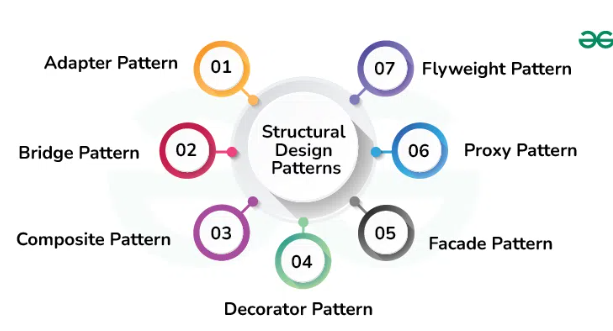 Structural
Design
Patterns
01
Adapter Pattern
02
Bridge Pattern
03
Composite Pattern
04
Decorator Pattern
05
Facade Pattern
06
Proxy Pattern
07
Flyweight Pattern